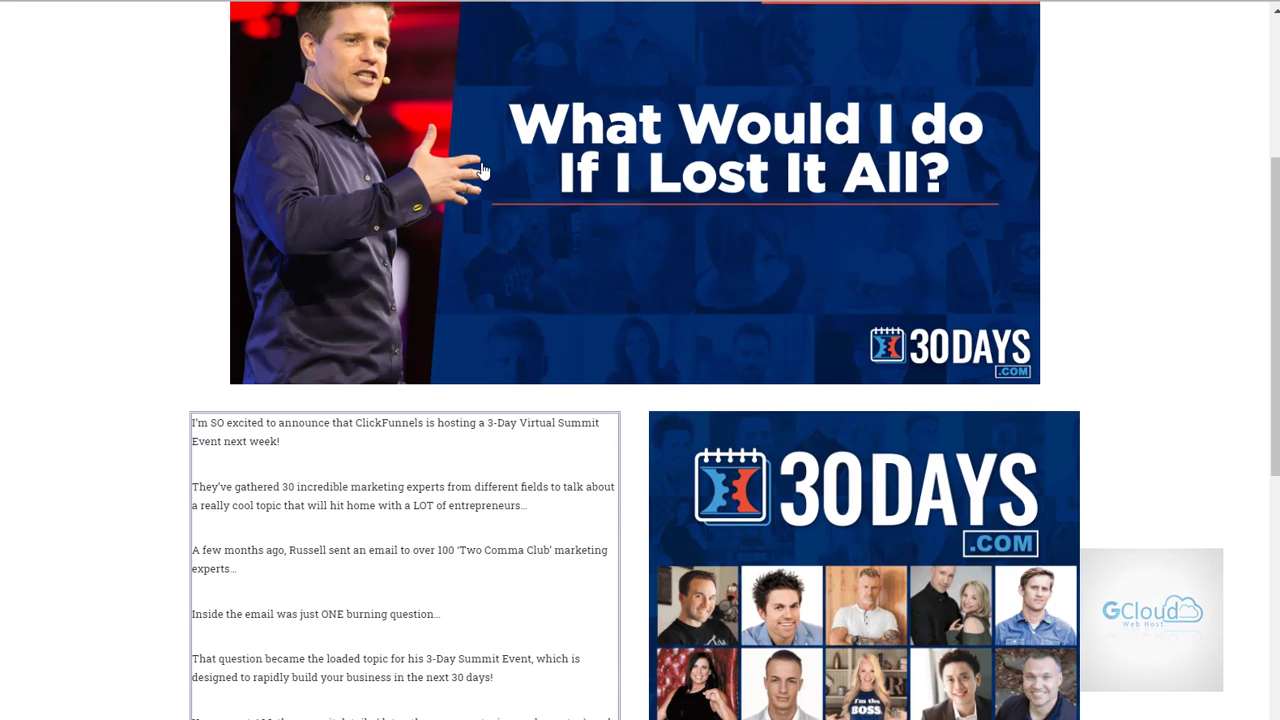 What Would I do
If I Lost It All?
30DAYS
.COM
I'm SO excited to announce that ClickFunnels is hosting a 3-Day Virtual Summit
Event next week!
They've gathered 30 incredible marketing experts from different fields to talk about
a really cool topic that will hit home with a LOT of entrepreneurs...
A few months ago, Russell sent an email to over 100 'Two Comma Club' marketing
experts...
Inside the email was just ONE burning question...
That question became the loaded topic for his 3-Day Summit Event, which is
designed to rapidly build your business in the next 30 days!
30DAYS
.COM
I'm the
BOSS
GCloud
Web Host